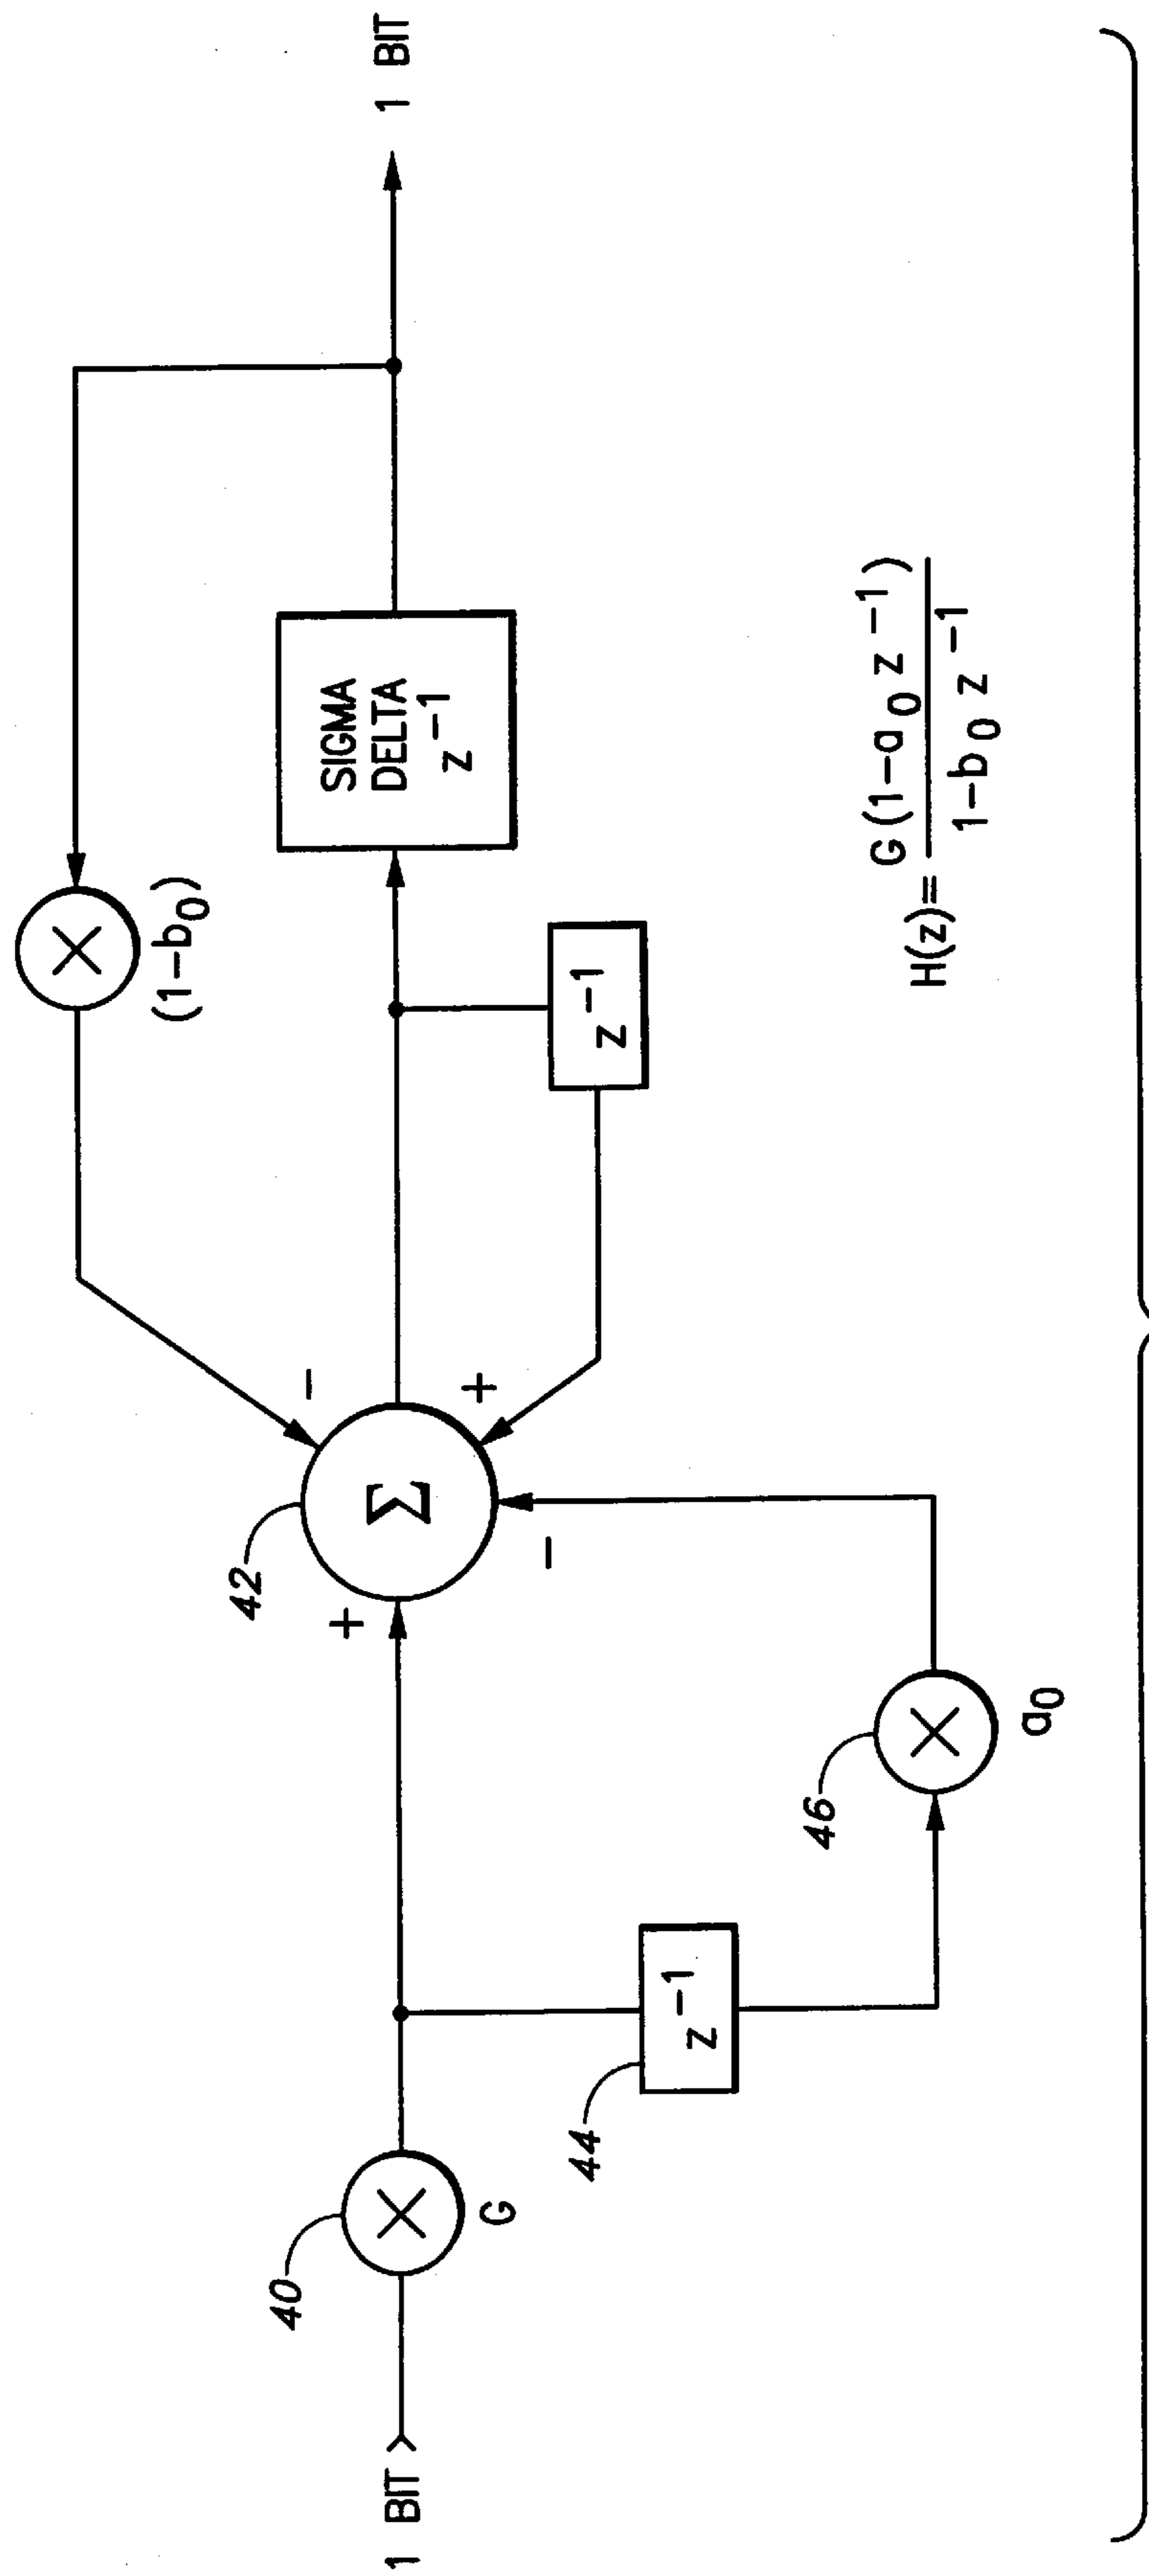 1 BIT
40
G
44
z⁻¹
46
a₀
42
+
−
−
+
Σ
(1−b₀)
z⁻¹
SIGMA
DELTA
z⁻¹
1 BIT
H(z)= G(1−a₀z⁻¹)
1−b₀z⁻¹